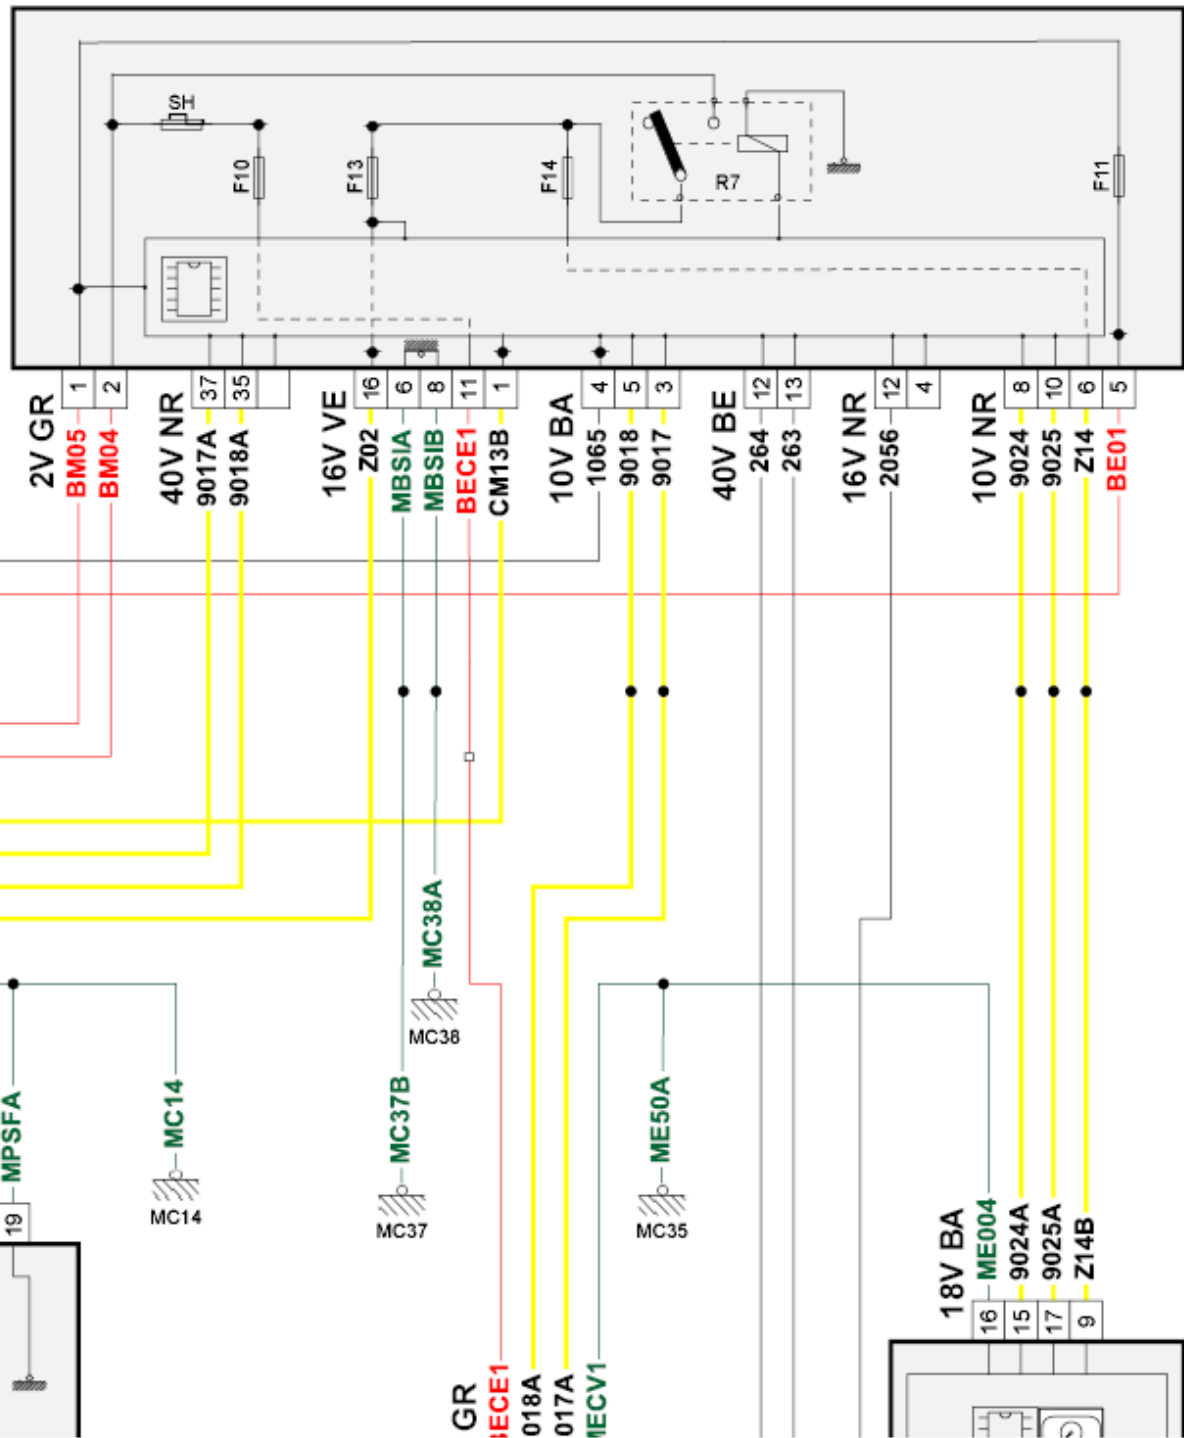 SH
F10
F13
F14
R7
F11
1
2
37
35
16
6
8
11
1
4
5
3
12
13
12
4
8
10
6
5
2V GR
BM05
BM04
40V NR
9017A
9018A
16V VE
Z02
MBSIA
MBSIB
BECE1
CM13B
10V BA
1065
9018
9017
40V BE
264
263
16V NR
2056
10V NR
9024
9025
Z14
BE01
MC38A
MC38
MPSFA
MC14
MC14
MC37B
MC37
ME50A
MC35
19
18V BA
ME004
9024A
9025A
Z14B
16
15
17
9
GR
BECE1
018A
017A
MECV1